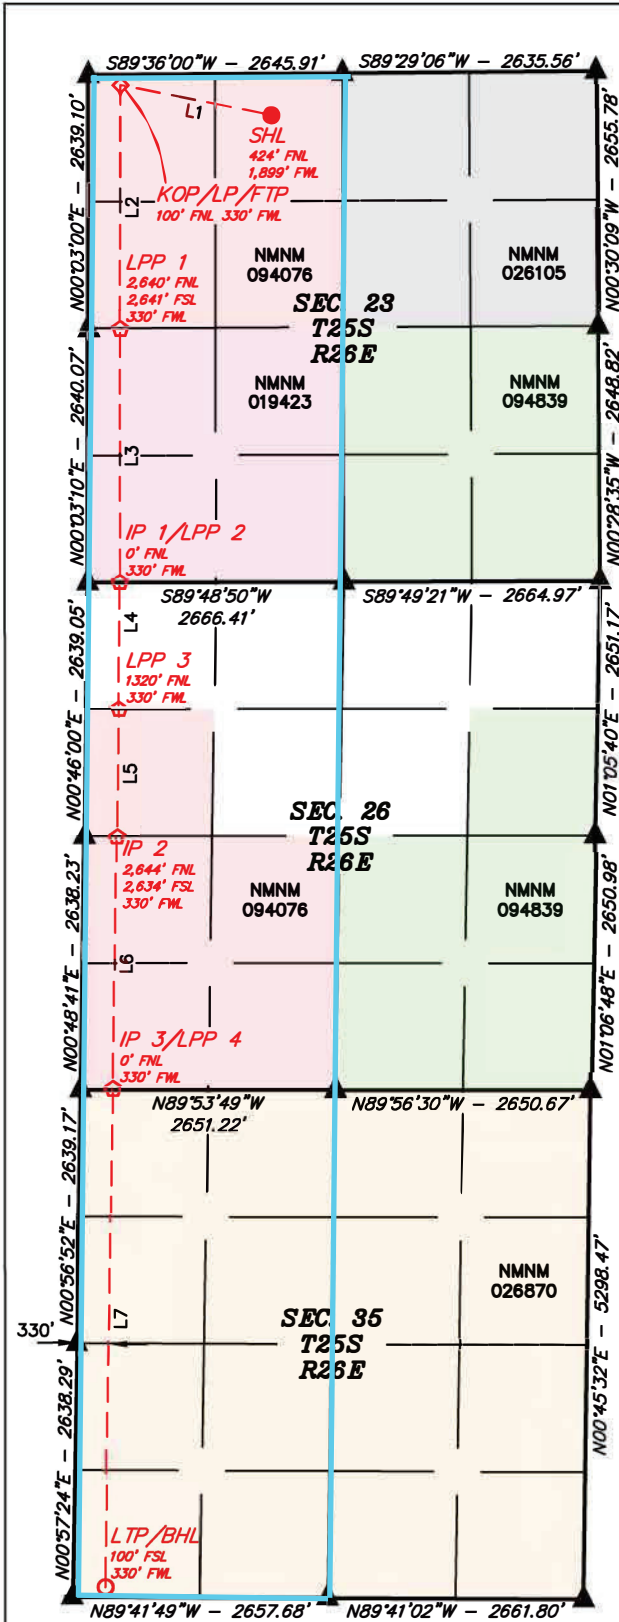 S89°36'00"W - 2645.91'
S89°29'06"W - 2635.56'
N00°03'00"E - 2639.10'
N00°30'09"W - 2655.78'
L1
SHL
424' FNL
1,899' FWL
L2
KOP/LP/FTP
100' FNL 330' FWL
LPP 1
2,640' FNL
2,641' FSL
330' FWL
NMNM
094076
NMNM
026105
SEC. 23
T25S
R26E
N00°03'10"E - 2640.07'
N00°28'35"W - 2648.82'
NMNM
019423
NMNM
094839
L3
IP 1/LPP 2
0' FNL
330' FWL
S89°48'50"W
2666.41'
S89°49'21"W - 2664.97'
N00°46'00"E - 2639.05'
N01°05'40"E - 2651.17'
L4
LPP 3
1320' FNL
330' FWL
L5
SEC. 26
T25S
R26E
IP 2
2,644' FNL
2,634' FSL
330' FWL
NMNM
094076
NMNM
094839
N00°48'41"E - 2638.23'
N01°06'48"E - 2650.98'
L6
IP 3/LPP 4
0' FNL
330' FWL
N89°53'49"W
2651.22'
N89°56'30"W - 2650.67'
N00°56'52"E - 2639.17'
N00°45'32"E - 5298.47'
NMNM
026870
L7
330'
SEC. 35
T25S
R26E
N00°57'24"E - 2638.29'
LTP/BHL
100' FSL
330' FWL
N89°41'49"W - 2657.68'
N89°41'02"W - 2661.80'